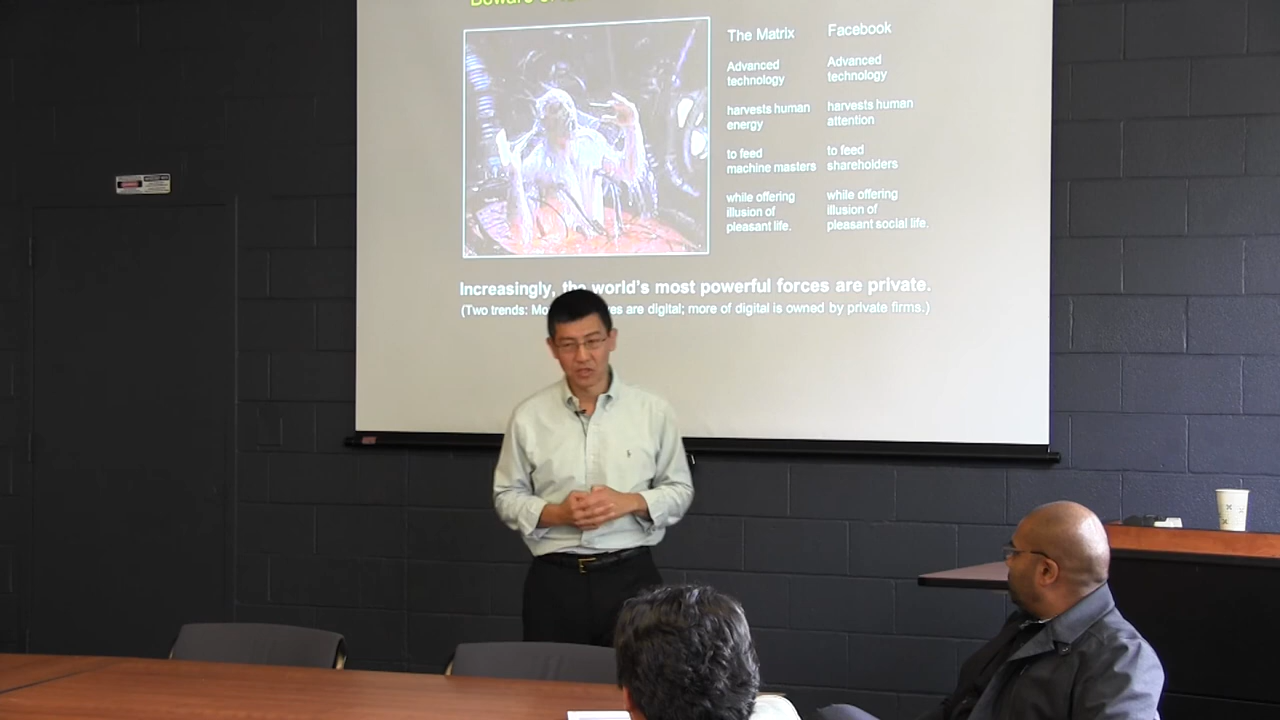 Beware of
The Matrix Facebook
Advanced technology Advanced technology
harvests human energy harvests human attention
to feed machine masters to feed shareholders
while offering illusion of pleasant life. while offering illusion of pleasant social life.
Increasingly, the world's most powerful forces are private.
(Two trends: are digital; more of digital is owned by private firms.)